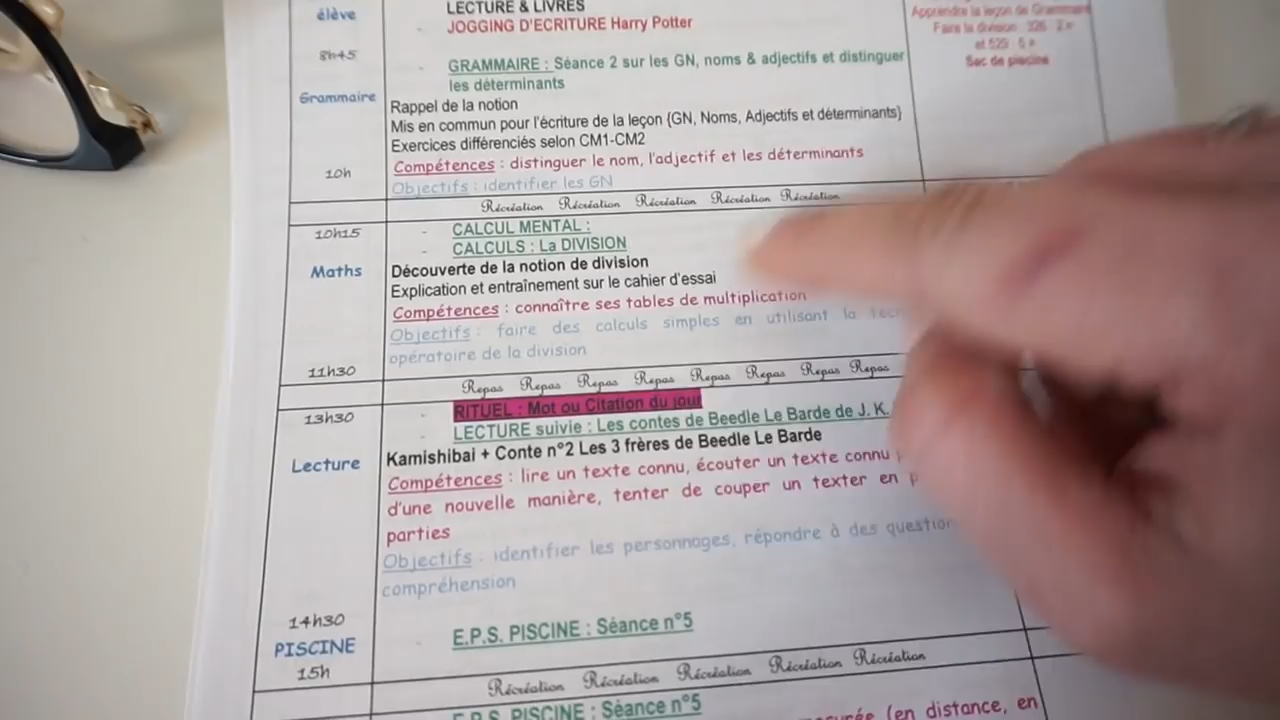 élève
LECTURE & LIVRES
JOGGING D'ECRITURE Harry Potter
Apprendre la leçon de Grammaire
Faire la division : 326 : 2 =
et 529 : 5 =
Sac de piscine
8h45
- GRAMMAIRE : Séance 2 sur les GN, noms & adjectifs et distinguer
les déterminants
Grammaire
Rappel de la notion
Mis en commun pour l'écriture de la leçon (GN, Noms, Adjectifs et déterminants)
Exercices différenciés selon CM1-CM2
Compétences : distinguer le nom, l'adjectif et les déterminants
10h
Objectifs : identifier les GN
Récréation Récréation Récréation Récréation Récréation
10h15
- CALCUL MENTAL :
- CALCULS : La DIVISION
Maths
Découverte de la notion de division
Explication et entraînement sur le cahier d'essai
Compétences : connaître ses tables de multiplication
Objectifs : faire des calculs simples en utilisant la
opératoire de la division
11h30
Repas Repas Repas Repas Repas Repas Repas Repas
13h30
- RITUEL : Mot ou Citation du jour
- LECTURE suivie : Les contes de Beedle Le Barde de J. K.
Lecture
Kamishibai + Conte n°2 Les 3 frères de Beedle Le Barde
Compétences : lire un texte connu, écouter un texte connu
d'une nouvelle manière, tenter de couper un texter en
parties
Objectifs : identifier les personnages, répondre à des
compréhension
14h30
PISCINE
E.P.S. PISCINE : Séance n°5
15h
Récréation Récréation Récréation Récréation Récréation
E.P.S. PISCINE : Séance n°5
(en distance, en